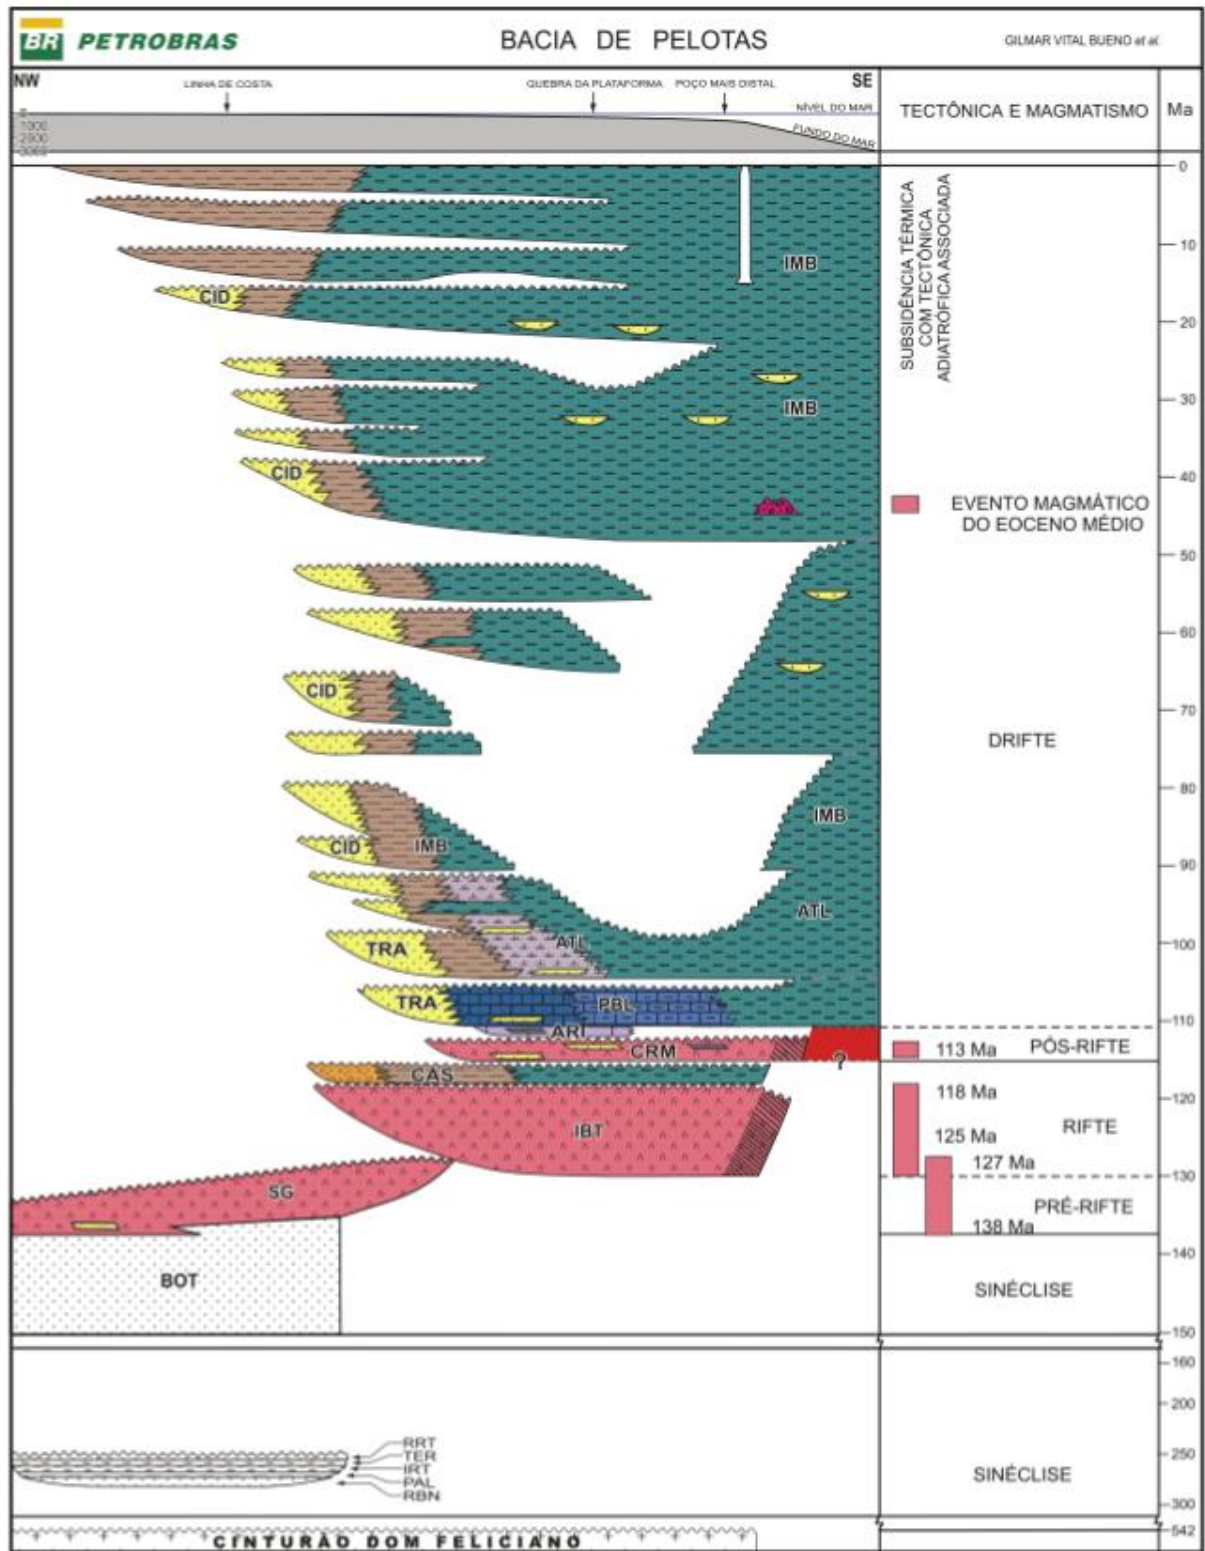 BR PETROBRAS
BACIA DE PELOTAS
GILMAR VITAL BUENO et al.
NW
LINHA DE COSTA
QUEBRA DA PLATAFORMA
POÇO MAIS DISTAL
SE
NÍVEL DO MAR
FUNDO DO MAR
0
1000
2000
3000
TECTÔNICA E MAGMATISMO
Ma
0
10
20
30
40
50
60
70
80
90
100
110
120
130
140
150
160
200
250
300
542
SUBSIDÊNCIA TÉRMICA
COM TECTÔNICA
ADIATRÓFICA ASSOCIADA
EVENTO MAGMÁTICO
DO EOCENO MÉDIO
DRIFTE
113 Ma
PÓS-RIFTE
118 Ma
125 Ma
RIFTE
127 Ma
PRÉ-RIFTE
138 Ma
SINÉCLISE
SINÉCLISE
IMB
CID
IMB
CID
CID
IMB
CID
IMB
ATL
TRA
ATL
TRA
PBL
ARI
CRM
?
CAS
IBT
SG
BOT
RRT
TER
IRT
PAL
RBN
CINTURÃO DOM FELICIANO